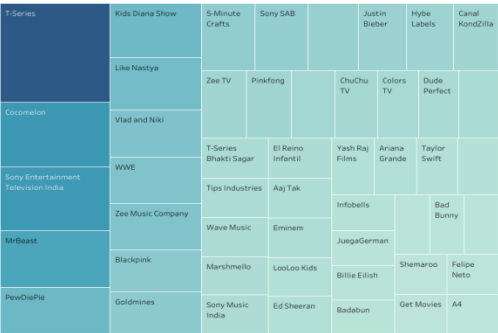 T-Series
Cocomelon
Sony Entertainment
Television India
MrBeast
PewDiePie
Kids Diana Show
Like Nastya
Vlad and Niki
WWE
Zee Music Company
Blackpink
Goldmines
5-Minute
Crafts
Sony SAB
Justin
Bieber
Hybe
Labels
Canal
KondZilla
Zee TV
Pinkfong
ChuChu
TV
Colors
TV
Dude
Perfect
T-Series
Bhakti Sagar
El Reino
Infantil
Yash Raj
Films
Ariana
Grande
Taylor
Swift
Tips Industries
Aaj Tak
Wave Music
Eminem
Marshmello
LooLoo Kids
Sony Music
India
Ed Sheeran
Infobells
JuegaGerman
Billie Eilish
Badabun
Bad
Bunny
Shemaroo
Felipe
Neto
Get Movies
A4